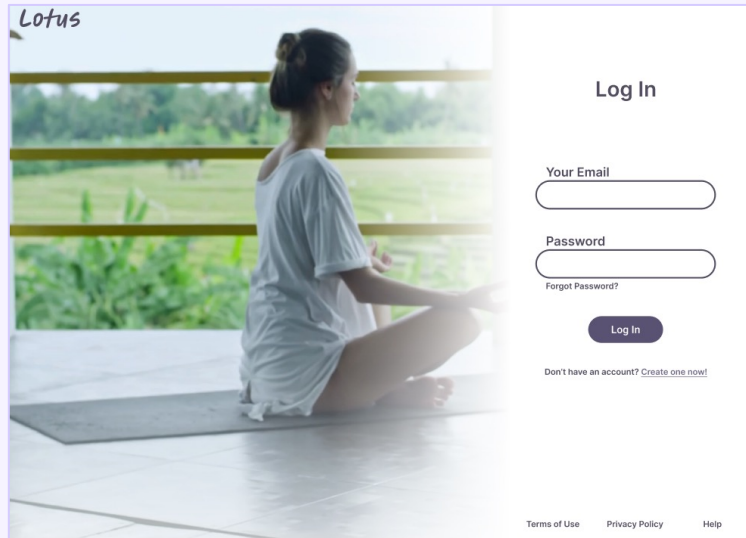 Lotus
Log In
Your Email
Password
Forgot Password?
Log In
Don't have an account? Create one now!
Terms of Use Privacy Policy Help